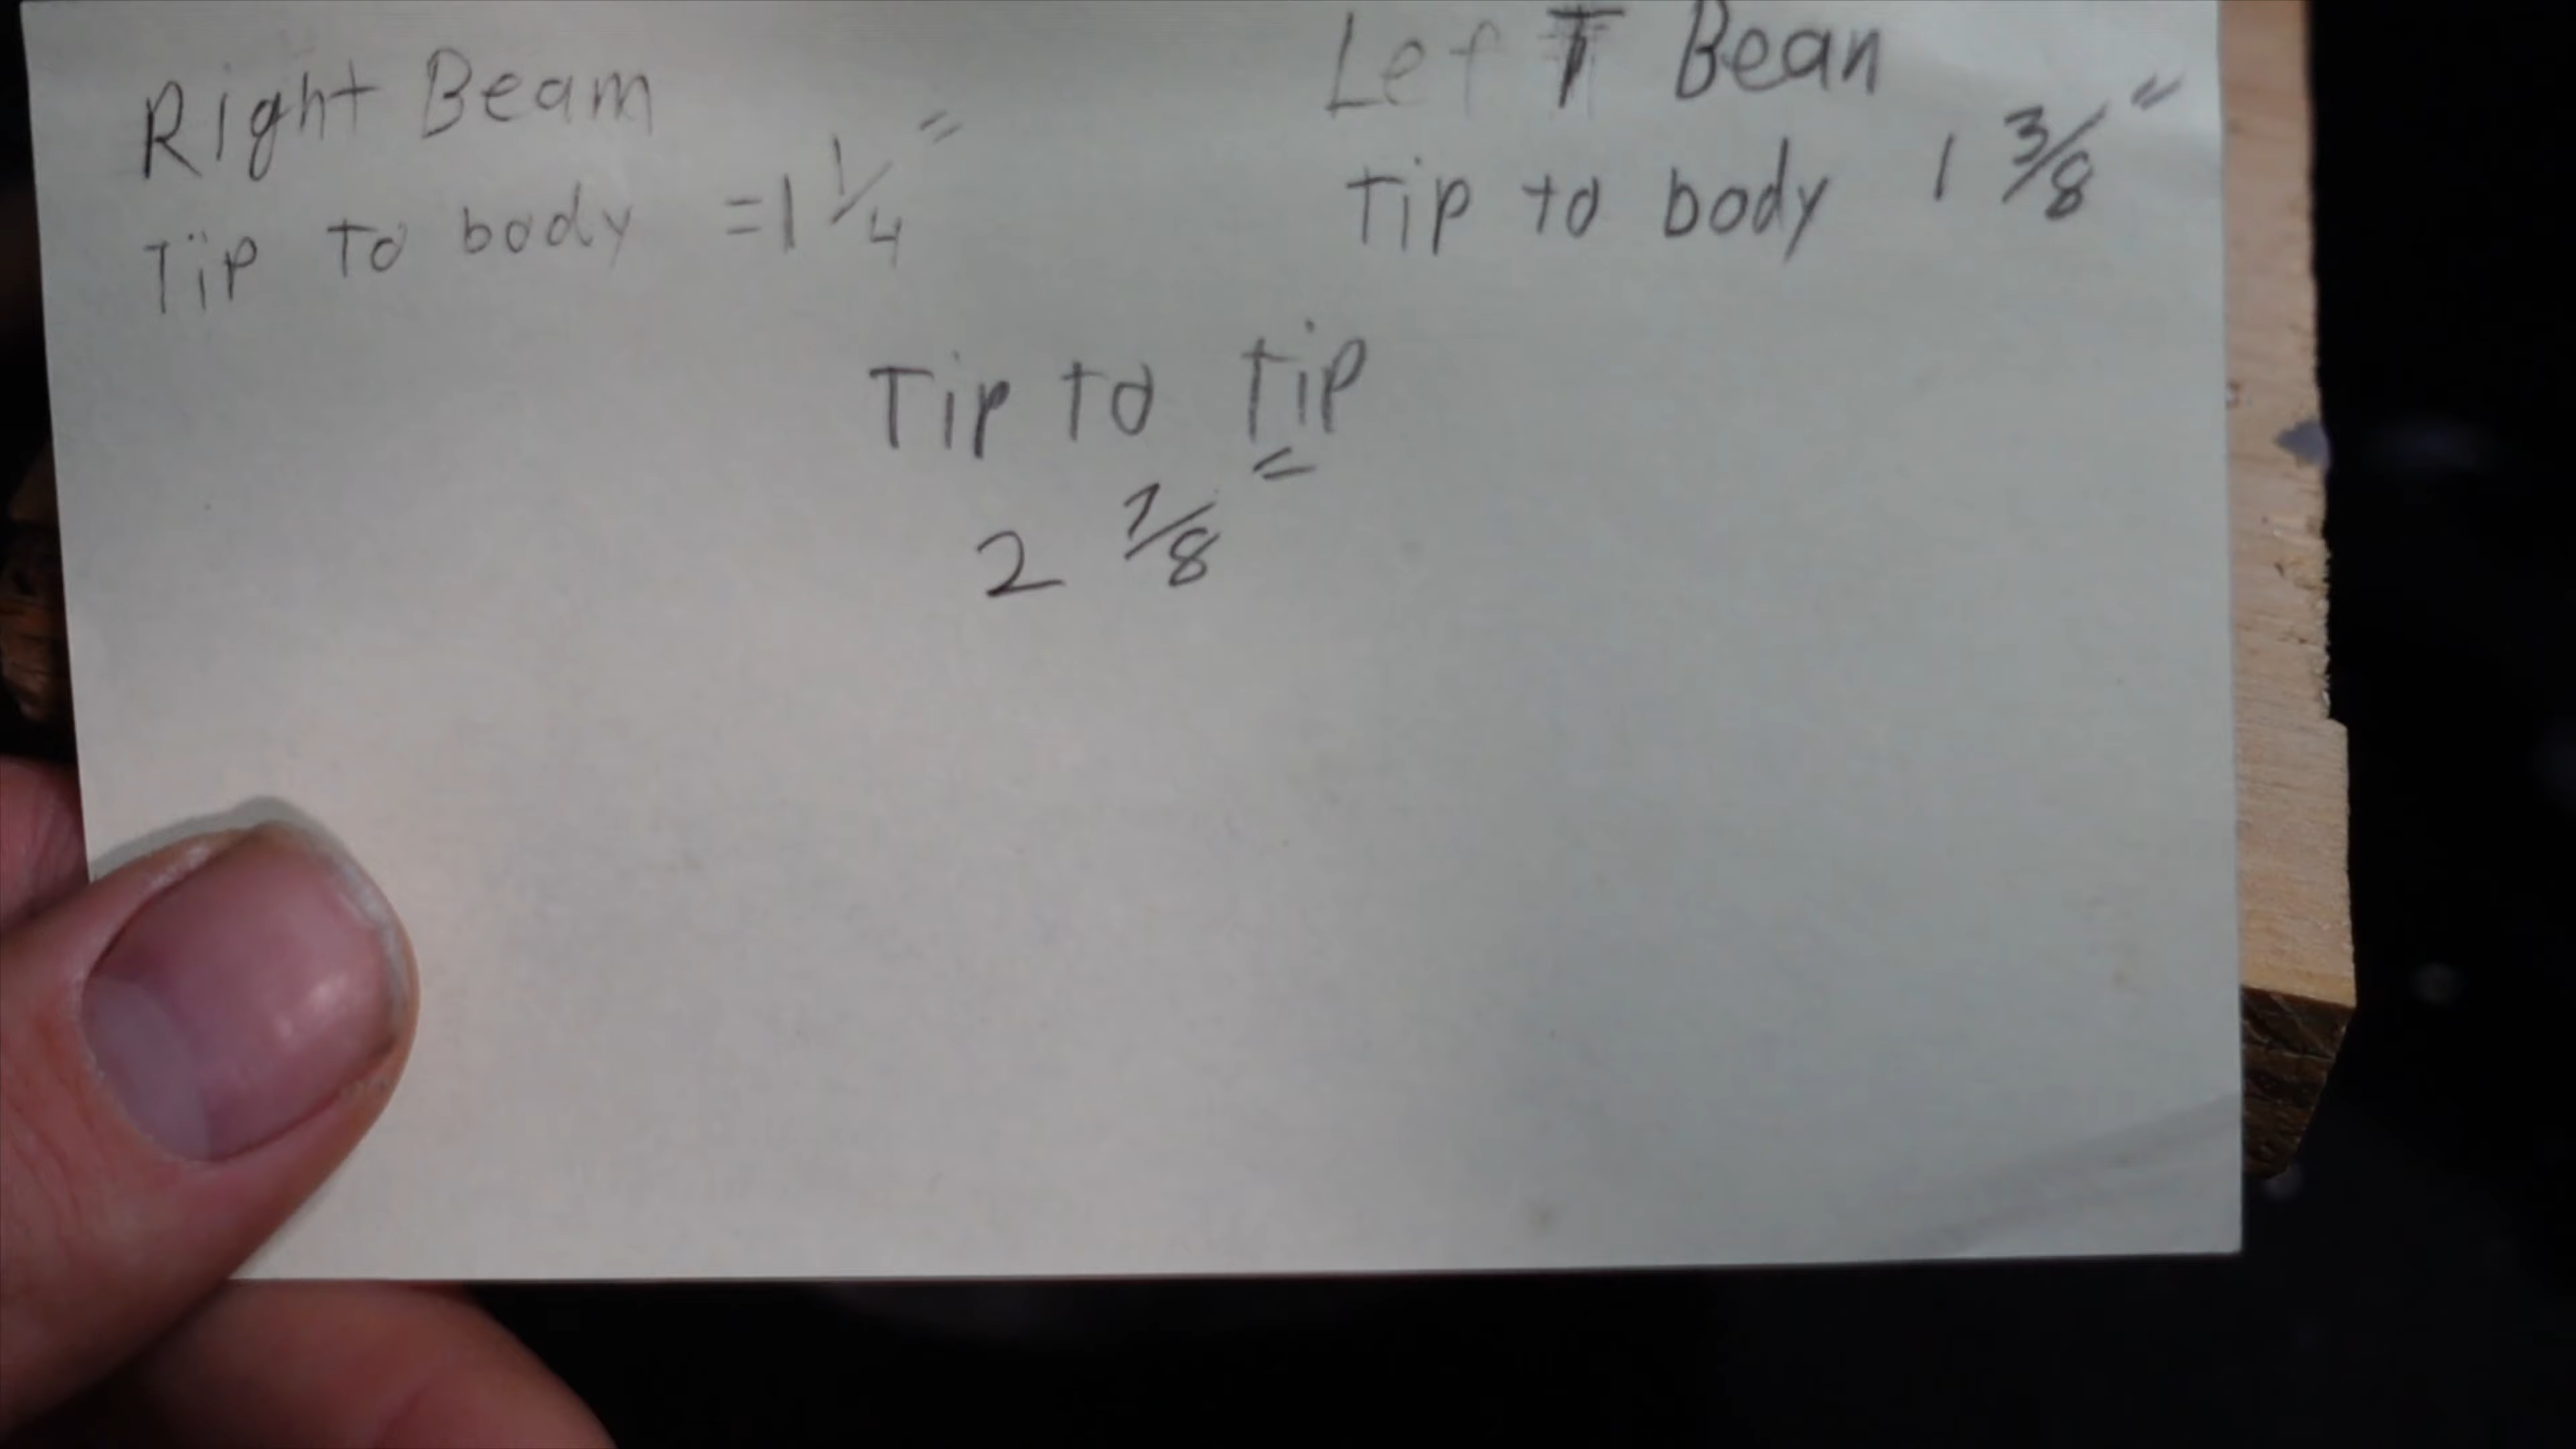 Right Beam
Tip To body =1 1/4"
Left Bean
Tip to body 1 3/8"
Tip to tip
2 7/8"